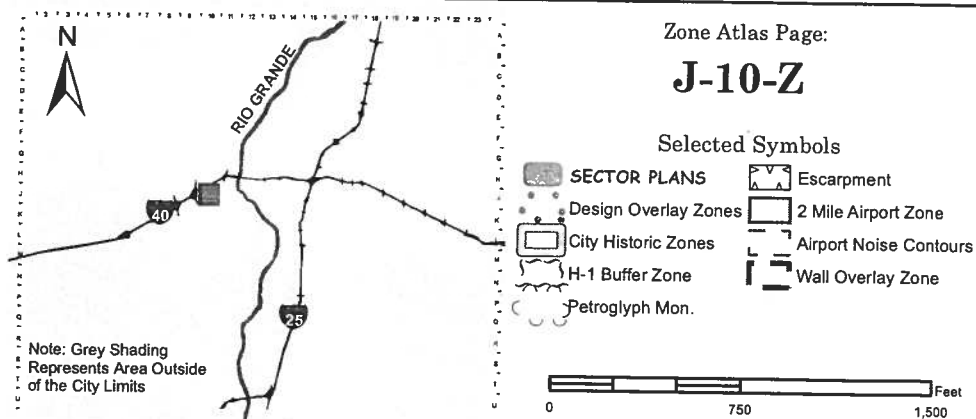 N
RIO GRANDE
40
25
Note: Grey Shading
Represents Area Outside
of the City Limits
Zone Atlas Page:
J-10-Z
Selected Symbols
SECTOR PLANS
Design Overlay Zones
City Historic Zones
H-1 Buffer Zone
Petroglyph Mon.
Escarpment
2 Mile Airport Zone
Airport Noise Contours
Wall Overlay Zone
Feet
0 750 1,500